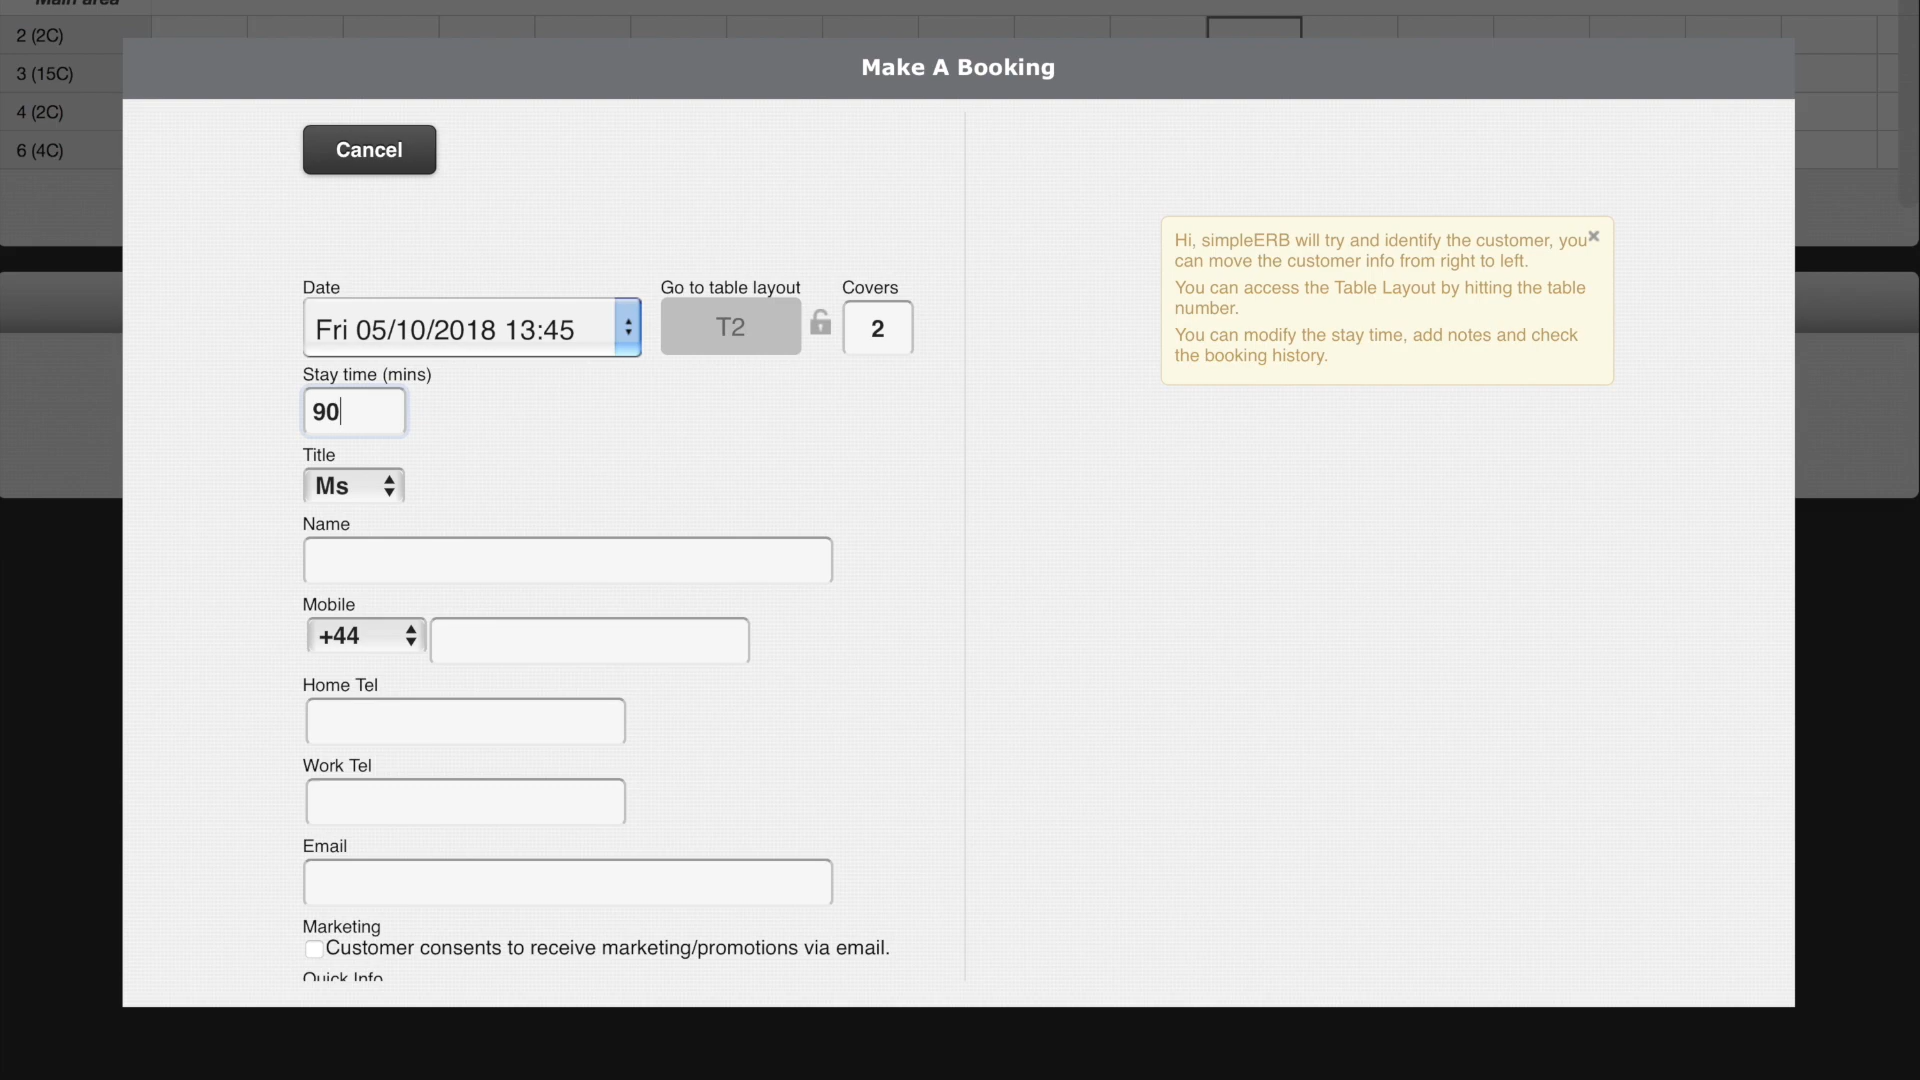 Main area
2 (2C)
3 (15C)
4 (2C)
6 (4C)
Make A Booking
Cancel
Date
Go to table layout
Covers
Fri 05/10/2018 13:45
T2
2
Stay time (mins)
90
Title
Ms
Name
Mobile
+44
Home Tel
Work Tel
Email
Marketing
Customer consents to receive marketing/promotions via email.
Quick Info
Hi, simpleERB will try and identify the customer, you
can move the customer info from right to left.
You can access the Table Layout by hitting the table
number.
You can modify the stay time, add notes and check
the booking history.